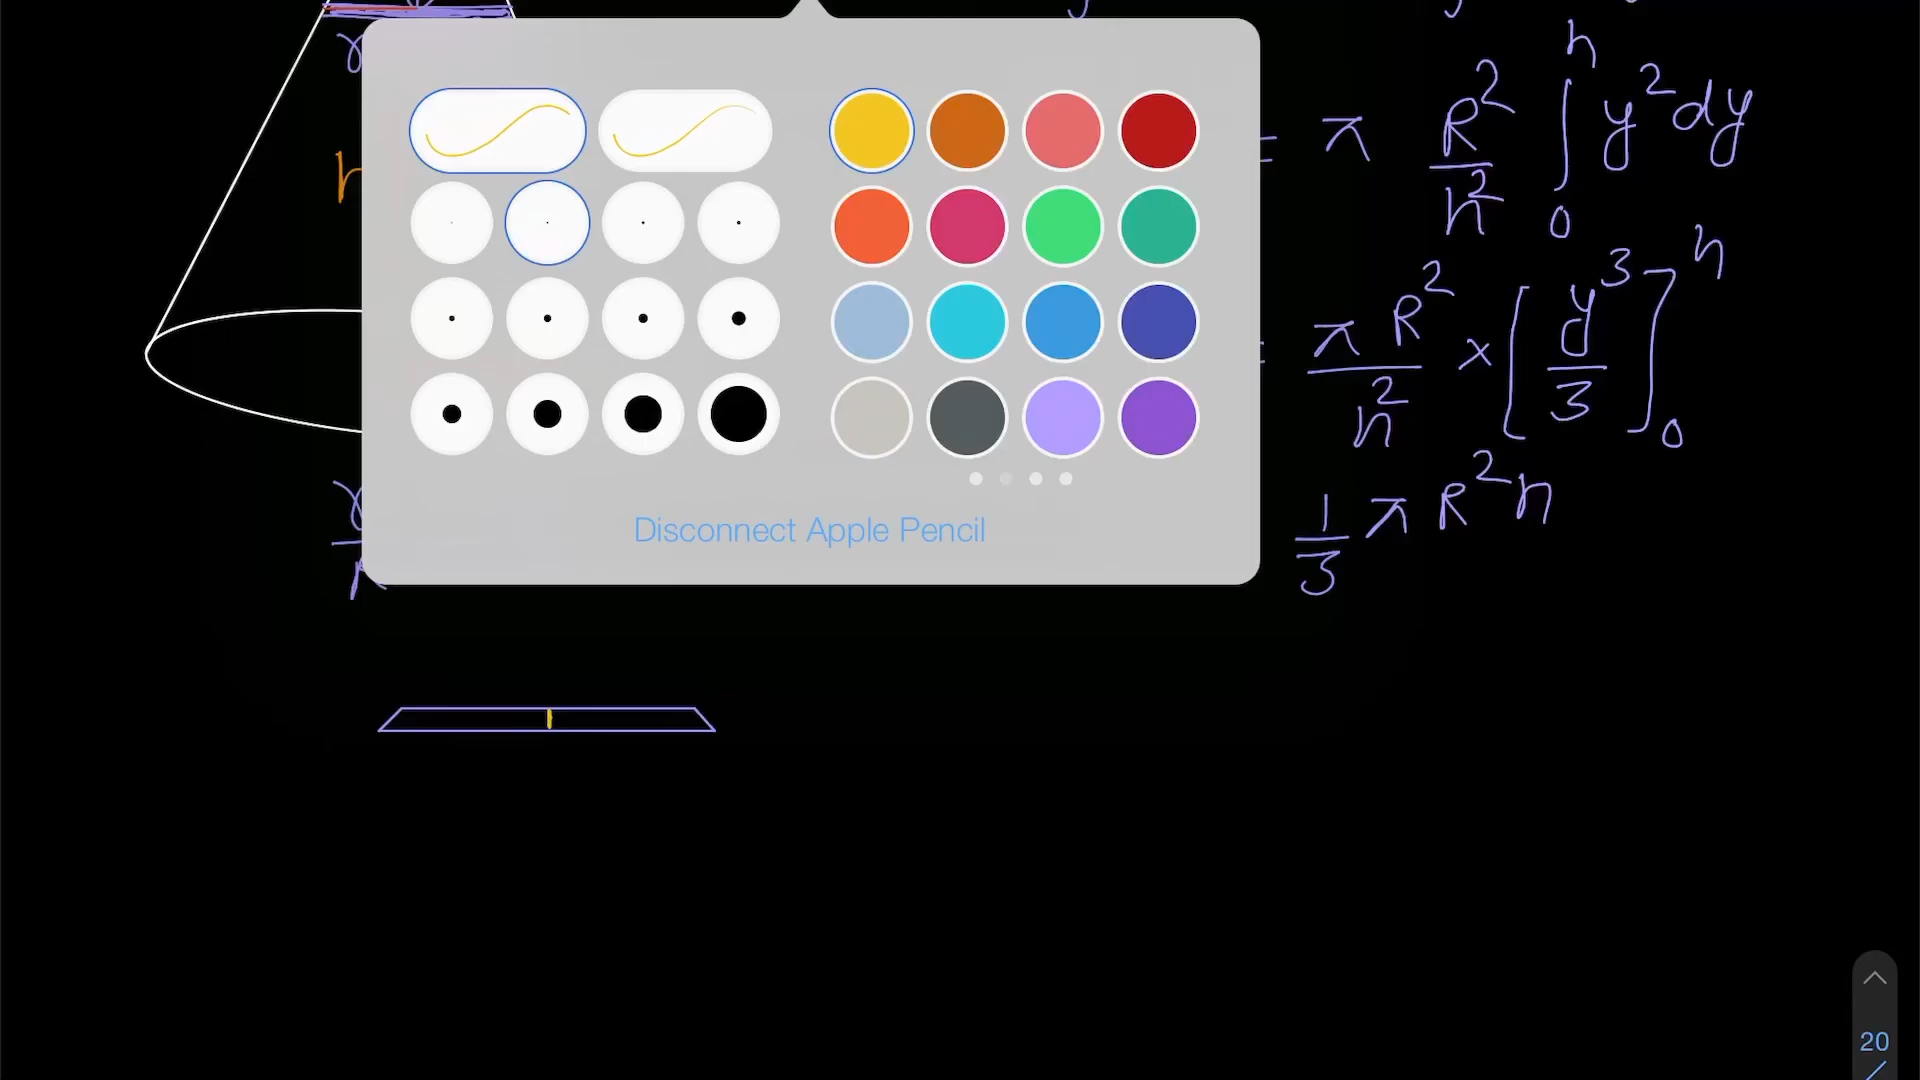 h
= π R²/h² ∫₀ʰ y² dy
= π R²/h² × [y³/3]₀ʰ
1/3 π R² h
Disconnect Apple Pencil
20